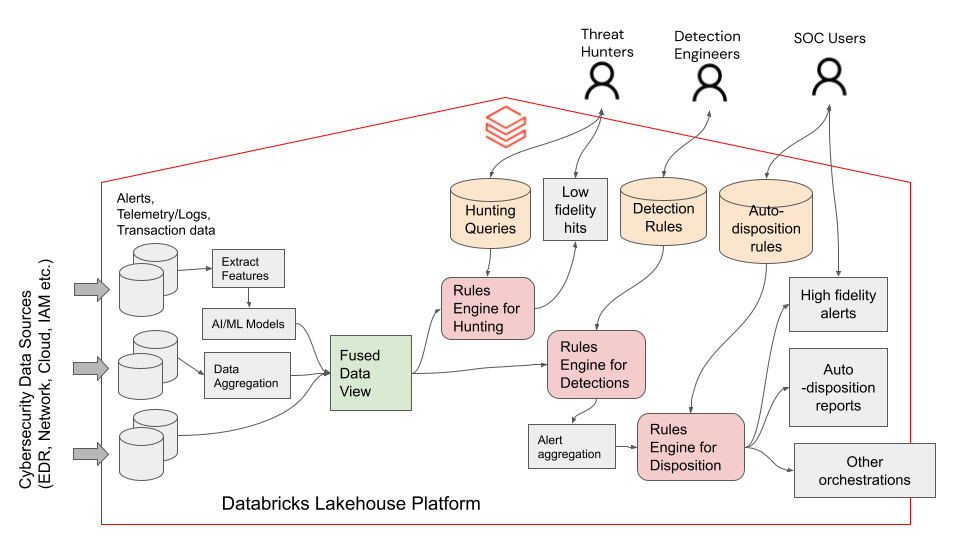 Threat
Hunters
Detection
Engineers
SOC Users
Alerts,
Telemetry/Logs,
Transaction data
Hunting
Queries
Low
fidelity
hits
Detection
Rules
Auto-
disposition
rules
Extract
Features
AI/ML Models
Data
Aggregation
Fused
Data
View
Rules
Engine for
Hunting
Rules
Engine for
Detections
Alert
aggregation
Rules
Engine for
Disposition
High fidelity
alerts
Auto
-disposition
reports
Other
orchestrations
Cybersecurity Data Sources
(EDR, Network, Cloud, IAM etc.)
Databricks Lakehouse Platform